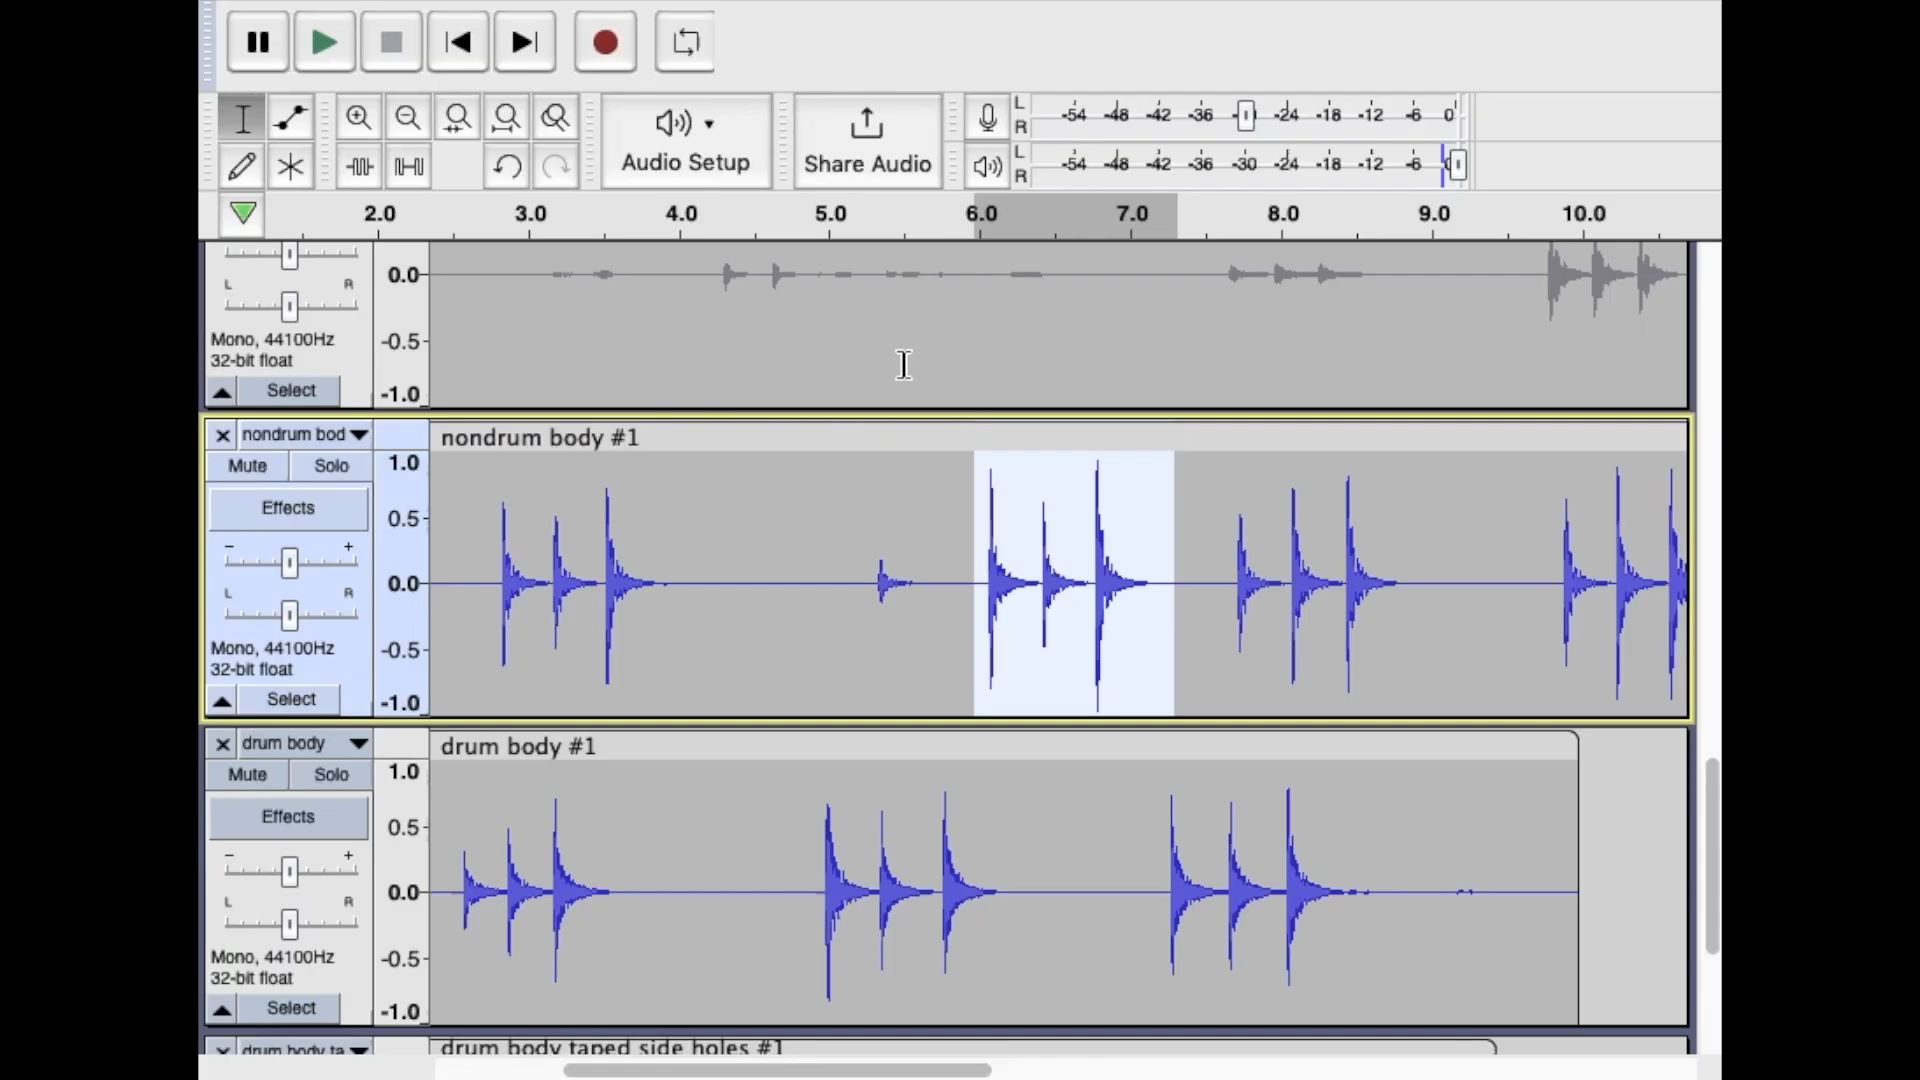 Audio Setup
Share Audio
L
R
-54 -48 -42 -36 -24 -18 -12 -6 0
L
R
-54 -48 -42 -36 -30 -24 -18 -12 -6
2.0 3.0 4.0 5.0 6.0 7.0 8.0 9.0 10.0
L R
Mono, 44100Hz
32-bit float
Select
0.0
-0.5
-1.0
nondrum bod
nondrum body #1
Mute Solo
Effects
- +
L R
Mono, 44100Hz
32-bit float
Select
1.0
0.5
0.0
-0.5
-1.0
drum body
drum body #1
Mute Solo
Effects
- +
L R
Mono, 44100Hz
32-bit float
Select
1.0
0.5
0.0
-0.5
-1.0
drum body ta
drum body taped side holes #1